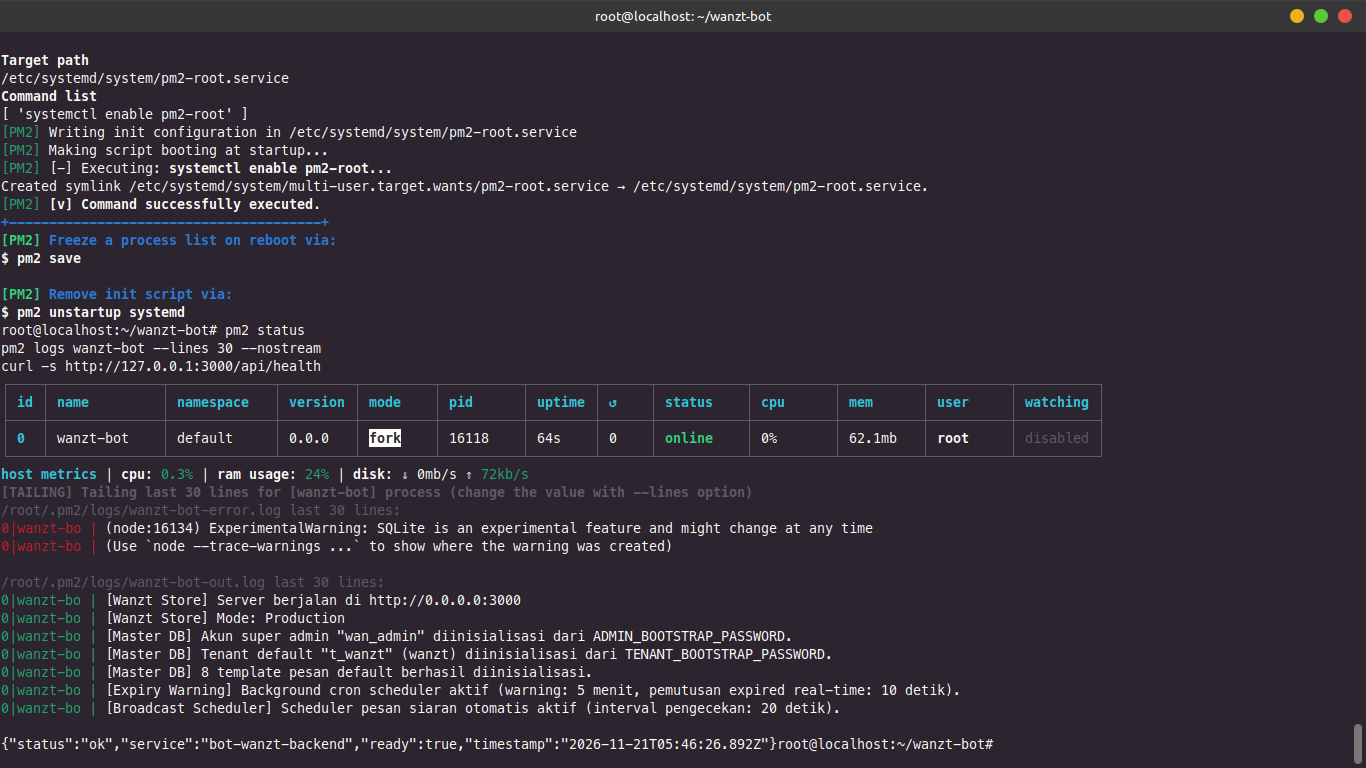 root@localhost: ~/wanzt-bot
Target path
/etc/systemd/system/pm2-root.service
Command list
[ 'systemctl enable pm2-root' ]
[PM2] Writing init configuration in /etc/systemd/system/pm2-root.service
[PM2] Making script booting at startup...
[PM2] [-] Executing: systemctl enable pm2-root...
Created symlink /etc/systemd/system/multi-user.target.wants/pm2-root.service → /etc/systemd/system/pm2-root.service.
[PM2] [v] Command successfully executed.
+---------------------------------------+
[PM2] Freeze a process list on reboot via:
$ pm2 save
[PM2] Remove init script via:
$ pm2 unstartup systemd
root@localhost:~/wanzt-bot# pm2 status
pm2 logs wanzt-bot --lines 30 --nostream
curl -s http://127.0.0.1:3000/api/health
id name namespace version mode pid uptime ↺ status cpu mem user watching
0 wanzt-bot default 0.0.0 fork 16118 64s 0 online 0% 62.1mb root disabled
host metrics | cpu: 0.3% | ram usage: 24% | disk: ↓ 0mb/s ↑ 72kb/s
[TAILING] Tailing last 30 lines for [wanzt-bot] process (change the value with --lines option)
/root/.pm2/logs/wanzt-bot-error.log last 30 lines:
0|wanzt-bo | (node:16134) ExperimentalWarning: SQLite is an experimental feature and might change at any time
0|wanzt-bo | (Use `node --trace-warnings ...` to show where the warning was created)
/root/.pm2/logs/wanzt-bot-out.log last 30 lines:
0|wanzt-bo | [Wanzt Store] Server berjalan di http://0.0.0.0:3000
0|wanzt-bo | [Wanzt Store] Mode: Production
0|wanzt-bo | [Master DB] Akun super admin "wan_admin" diinisialisasi dari ADMIN_BOOTSTRAP_PASSWORD.
0|wanzt-bo | [Master DB] Tenant default "t_wanzt" (wanzt) diinisialisasi dari TENANT_BOOTSTRAP_PASSWORD.
0|wanzt-bo | [Master DB] 8 template pesan default berhasil diinisialisasi.
0|wanzt-bo | [Expiry Warning] Background cron scheduler aktif (warning: 5 menit, pemutusan expired real-time: 10 detik).
0|wanzt-bo | [Broadcast Scheduler] Scheduler pesan siaran otomatis aktif (interval pengecekan: 20 detik).
{"status":"ok","service":"bot-wanzt-backend","ready":true,"timestamp":"2026-11-21T05:46:26.892Z"}root@localhost:~/wanzt-bot#